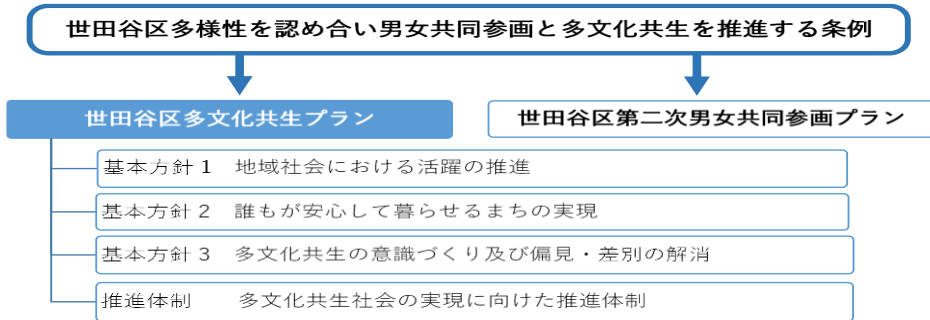 世田谷区多様性を認め合い男女共同参画と多文化共生を推進する条例
世田谷区多文化共生プラン
世田谷区第二次男女共同参画プラン
基本方針1 地域社会における活躍の推進
基本方針2 誰もが安心して暮らせるまちの実現
基本方針3 多文化共生の意識づくり及び偏見・差別の解消
推進体制 多文化共生社会の実現に向けた推進体制